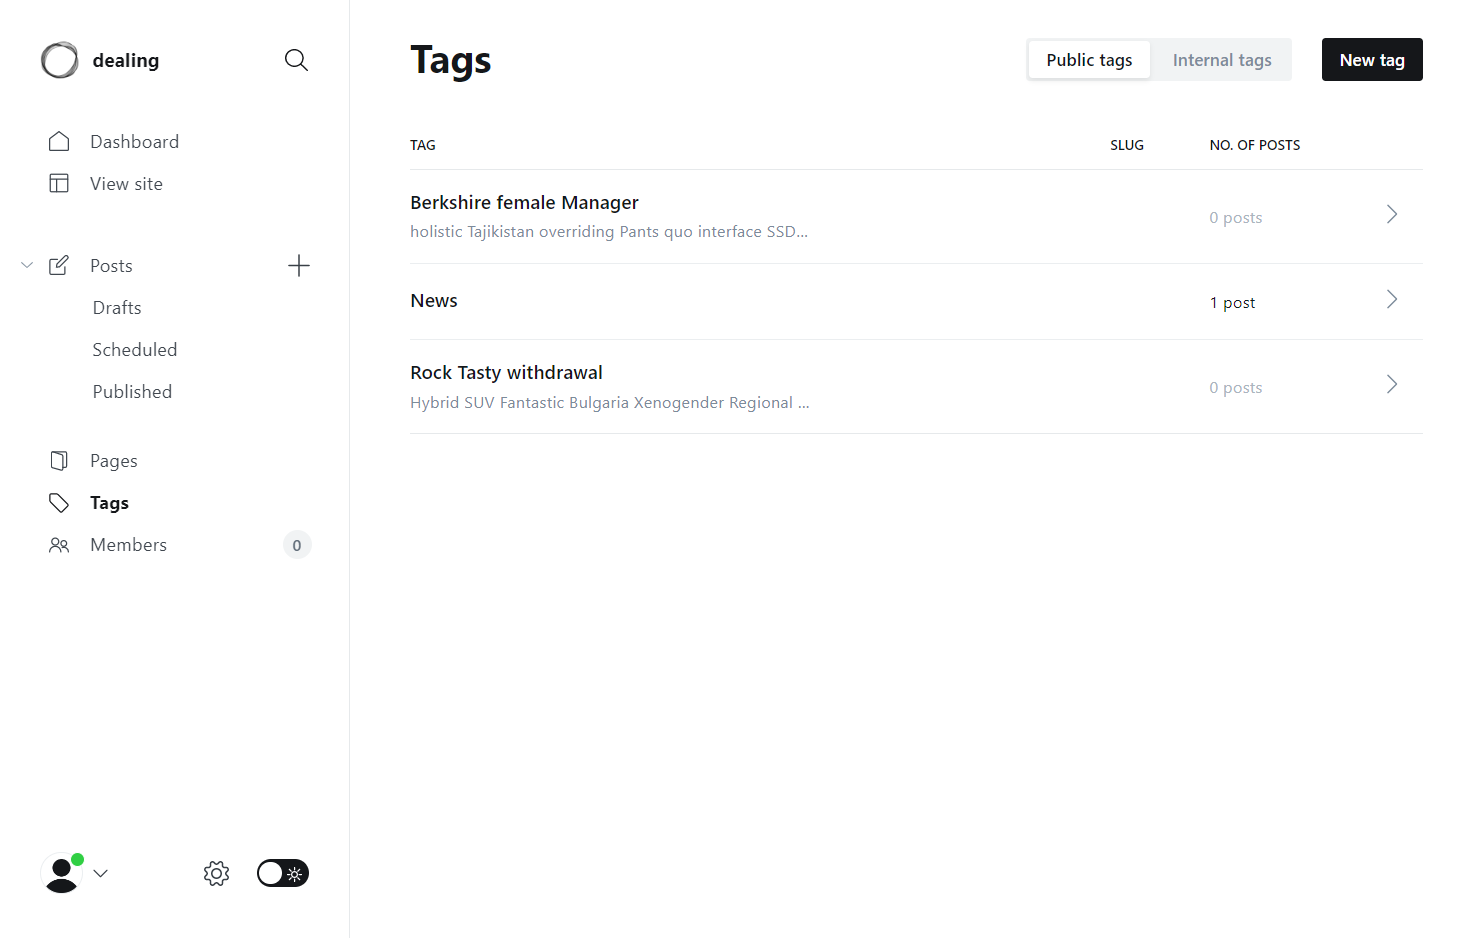 dealing
Dashboard
View site
Posts
Drafts
Scheduled
Published
Pages
Tags
Members
0
Tags
Public tags
Internal tags
New tag
TAG
SLUG
NO. OF POSTS
Berkshire female Manager
holistic Tajikistan overriding Pants quo interface SSD...
0 posts
News
1 post
Rock Tasty withdrawal
Hybrid SUV Fantastic Bulgaria Xenogender Regional ...
0 posts